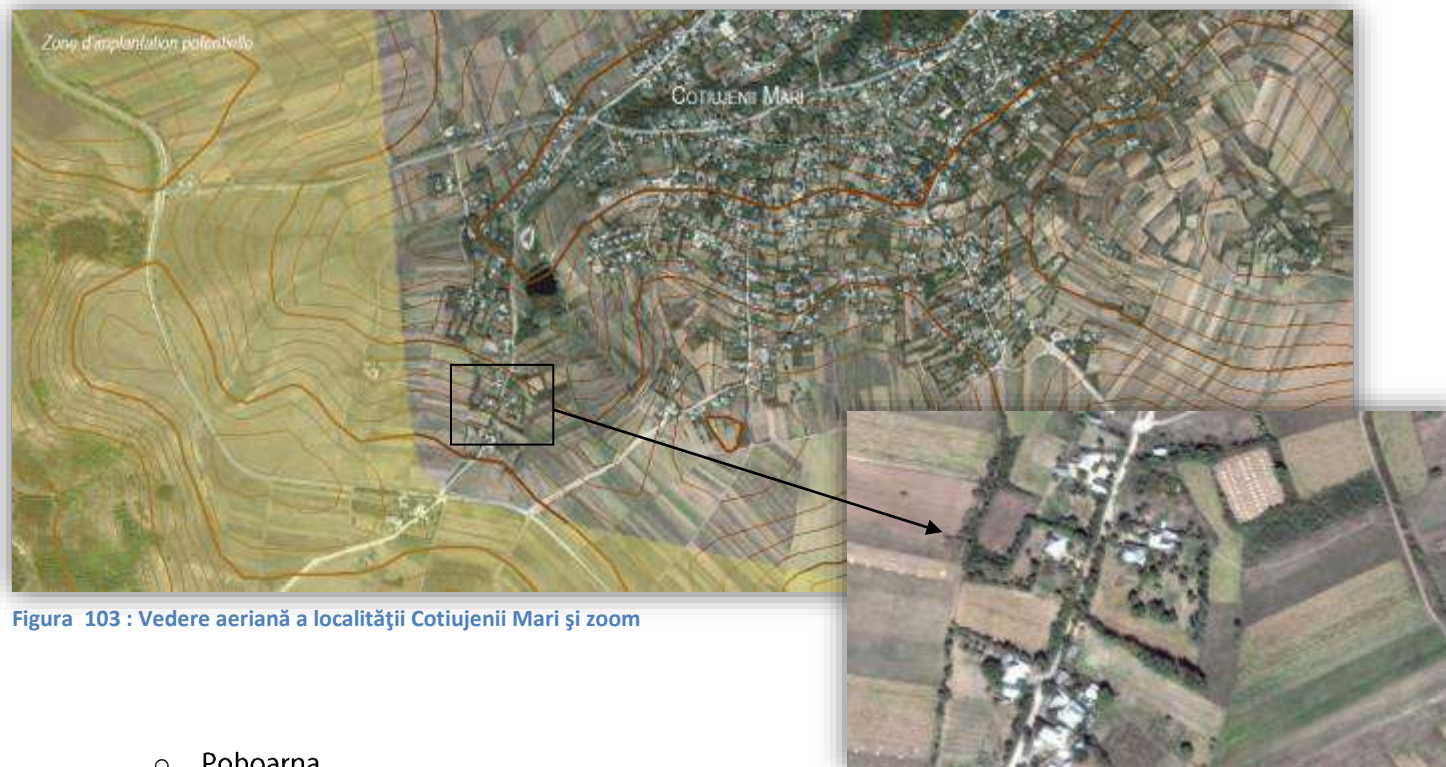 Zone d'implantation potentielle
COTIUJENII MARI
Figura 103 : Vedere aeriană a localităţii Cotiujenii Mari şi zoom
o Poboarna